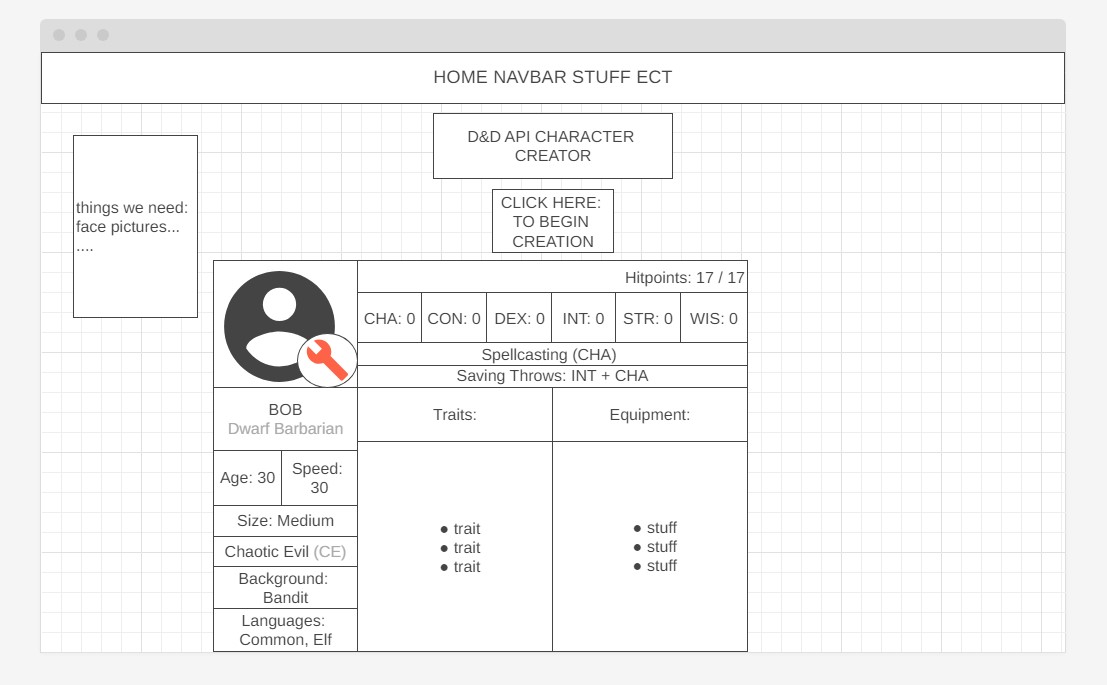 HOME NAVBAR STUFF ECT
D&D API CHARACTER
CREATOR
things we need:
face pictures...
....
CLICK HERE:
TO BEGIN
CREATION
Hitpoints: 17 / 17
CHA: 0
CON: 0
DEX: 0
INT: 0
STR: 0
WIS: 0
Spellcasting (CHA)
Saving Throws: INT + CHA
BOB
Dwarf Barbarian
Age: 30
Speed:
30
Size: Medium
Chaotic Evil (CE)
Background:
Bandit
Languages:
Common, Elf
Traits:
● trait
● trait
● trait
Equipment:
● stuff
● stuff
● stuff